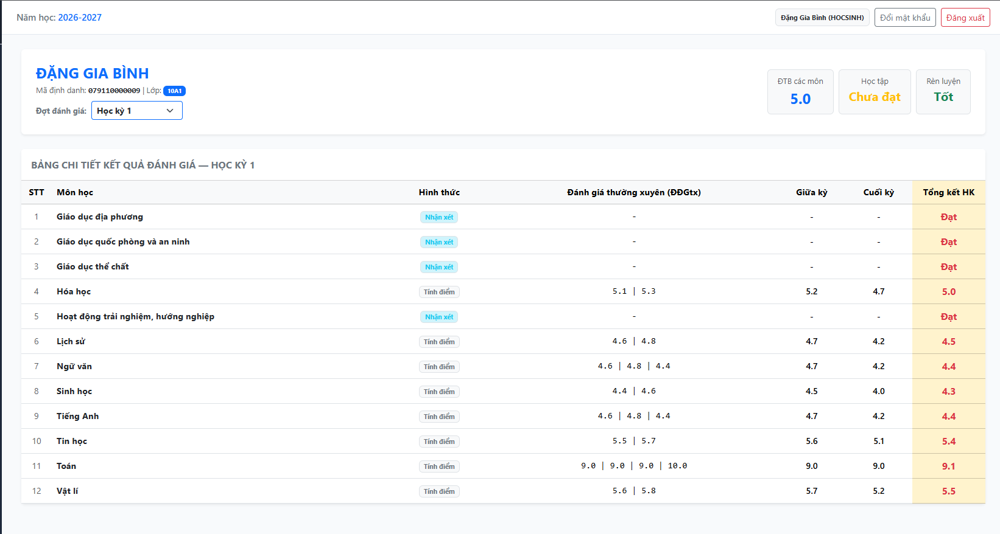 Năm học: 2026-2027
Đặng Gia Bình (HOCSINH)
Đổi mật khẩu
Đăng xuất
ĐẶNG GIA BÌNH
Mã định danh: 079110000009 | Lớp: 10A1
Đợt đánh giá: Học kỳ 1
ĐTB các môn
5.0
Học tập
Chưa đạt
Rèn luyện
Tốt
BẢNG CHI TIẾT KẾT QUẢ ĐÁNH GIÁ — HỌC KỲ 1
STT Môn học Hình thức Đánh giá thường xuyên (ĐĐGtx) Giữa kỳ Cuối kỳ Tổng kết HK
1 Giáo dục địa phương Nhận xét - - - Đạt
2 Giáo dục quốc phòng và an ninh Nhận xét - - - Đạt
3 Giáo dục thể chất Nhận xét - - - Đạt
4 Hóa học Tính điểm 5.1 | 5.3 5.2 4.7 5.0
5 Hoạt động trải nghiệm, hướng nghiệp Nhận xét - - - Đạt
6 Lịch sử Tính điểm 4.6 | 4.8 4.7 4.2 4.5
7 Ngữ văn Tính điểm 4.6 | 4.8 | 4.4 4.7 4.2 4.4
8 Sinh học Tính điểm 4.4 | 4.6 4.5 4.0 4.3
9 Tiếng Anh Tính điểm 4.6 | 4.8 | 4.4 4.7 4.2 4.4
10 Tin học Tính điểm 5.5 | 5.7 5.6 5.1 5.4
11 Toán Tính điểm 9.0 | 9.0 | 9.0 | 10.0 9.0 9.0 9.1
12 Vật lí Tính điểm 5.6 | 5.8 5.7 5.2 5.5